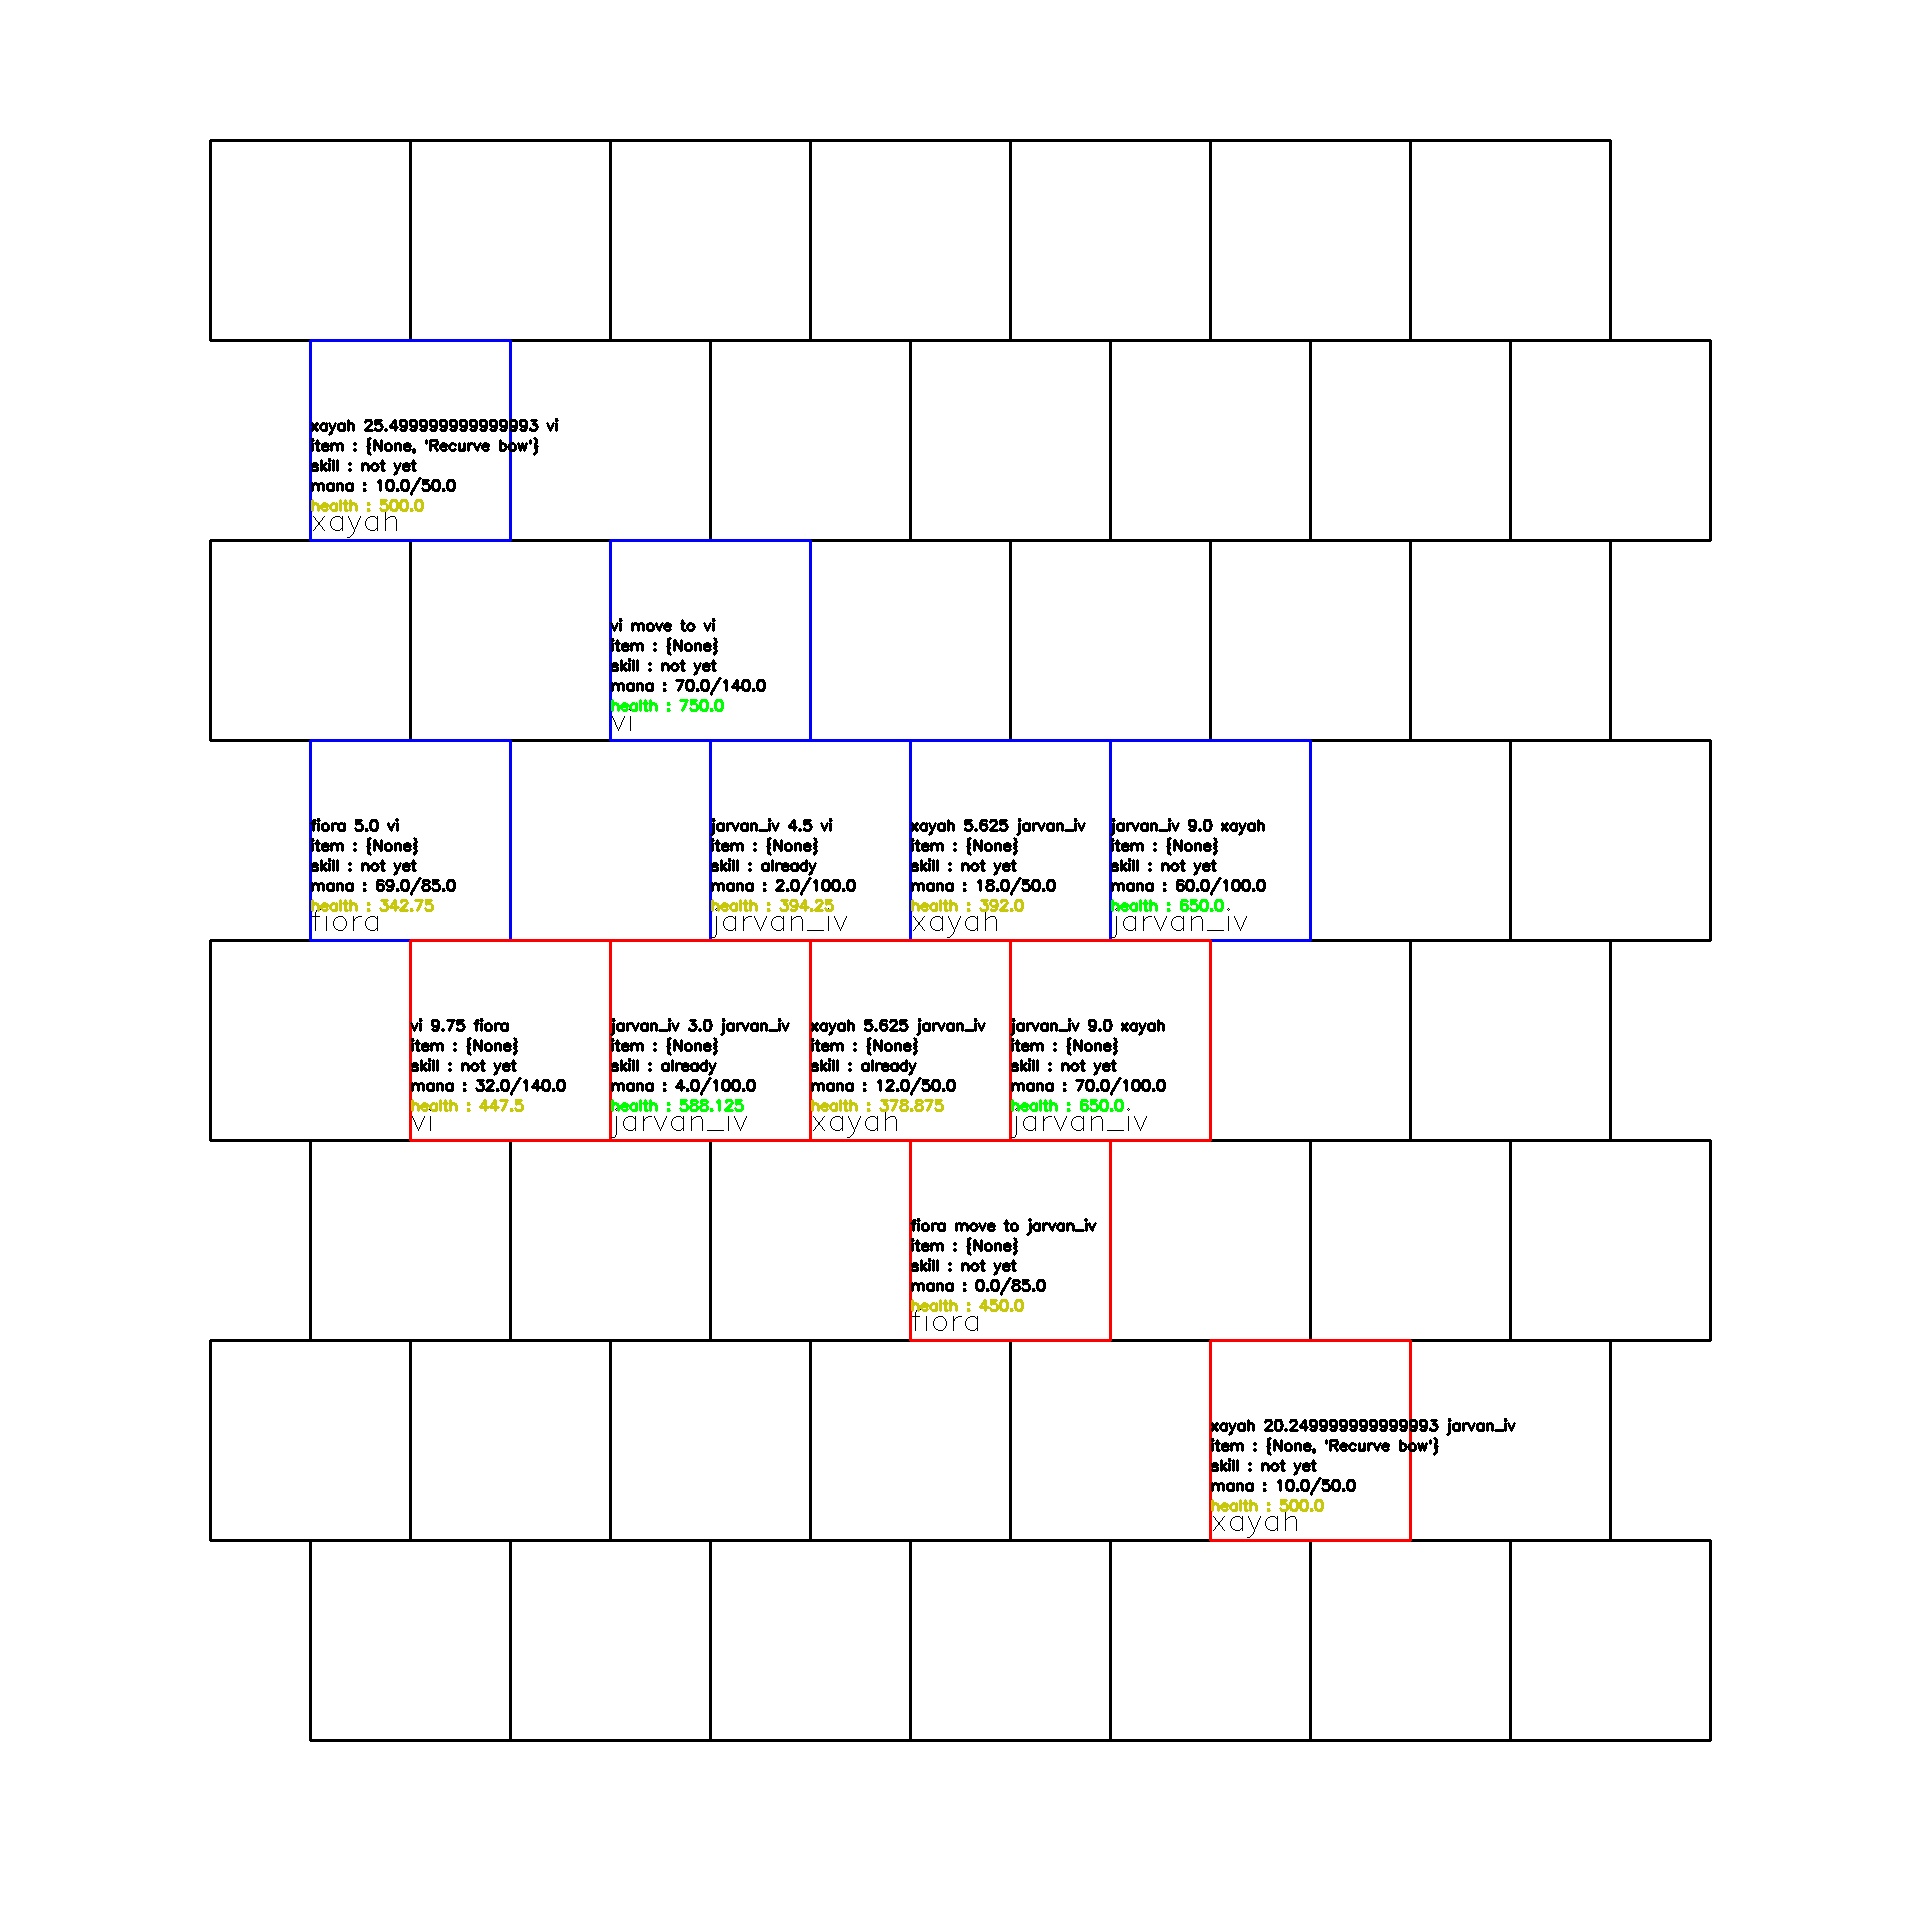 xayah 25.499999999999993 vi
item : {None, 'Recurve bow'}
skill : not yet
mana : 10.0/50.0
health : 500.0
xayah
vi move to vi
item : {None}
skill : not yet
mana : 70.0/140.0
health : 750.0
vi
fiora 5.0 vi
item : {None}
skill : not yet
mana : 69.0/85.0
health : 342.75
fiora
jarvan_iv 4.5 vi
item : {None}
skill : already
mana : 2.0/100.0
health : 394.25
jarvan_iv
xayah 5.625 jarvan_iv
item : {None}
skill : not yet
mana : 18.0/50.0
health : 392.0
xayah
jarvan_iv 9.0 xayah
item : {None}
skill : not yet
mana : 60.0/100.0
health : 650.0
jarvan_iv
vi 9.75 fiora
item : {None}
skill : not yet
mana : 32.0/140.0
health : 447.5
vi
jarvan_iv 3.0 jarvan_iv
item : {None}
skill : already
mana : 4.0/100.0
health : 588.125
jarvan_iv
xayah 5.625 jarvan_iv
item : {None}
skill : already
mana : 12.0/50.0
health : 378.875
xayah
jarvan_iv 9.0 xayah
item : {None}
skill : not yet
mana : 70.0/100.0
health : 650.0
jarvan_iv
fiora move to jarvan_iv
item : {None}
skill : not yet
mana : 0.0/85.0
health : 450.0
fiora
xayah 20.249999999999993 jarvan_iv
item : {None, 'Recurve bow'}
skill : not yet
mana : 10.0/50.0
health : 500.0
xayah